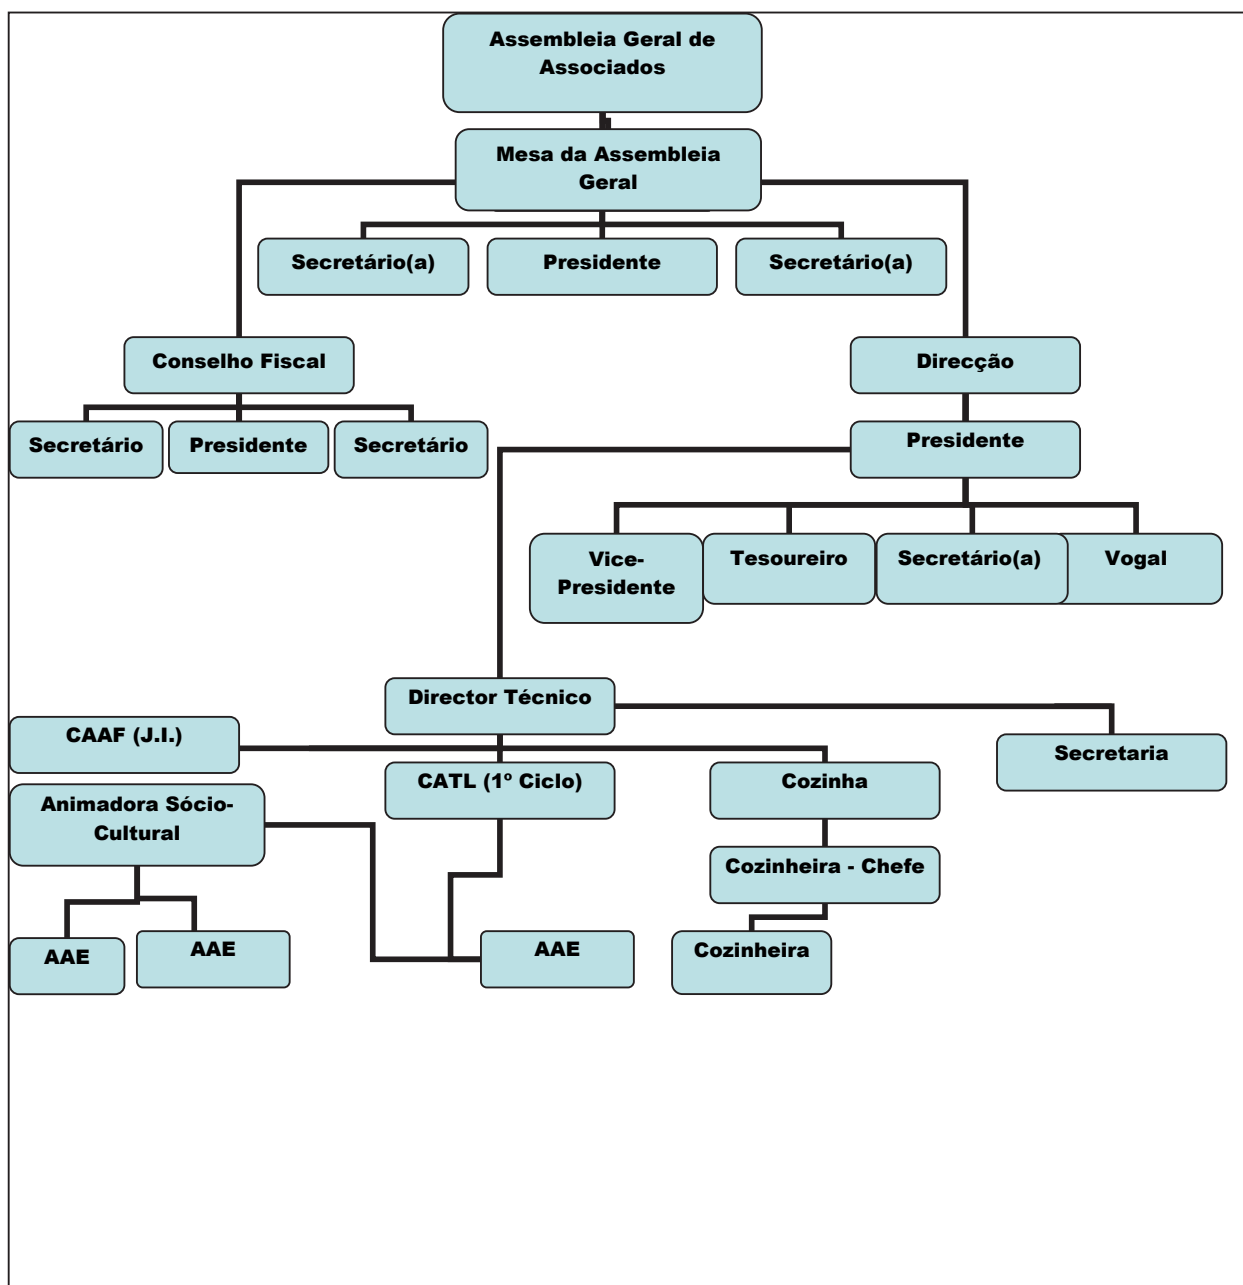 Assembleia Geral de
Associados
Mesa da Assembleia
Geral
Secretário(a)
Presidente
Secretário(a)
Conselho Fiscal
Direcção
Secretário
Presidente
Secretário
Presidente
Vice-
Presidente
Tesoureiro
Secretário(a)
Vogal
Director Técnico
CAAF (J.I.)
Secretaria
CATL (1º Ciclo)
Cozinha
Animadora Sócio-
Cultural
Cozinheira - Chefe
AAE
AAE
AAE
Cozinheira